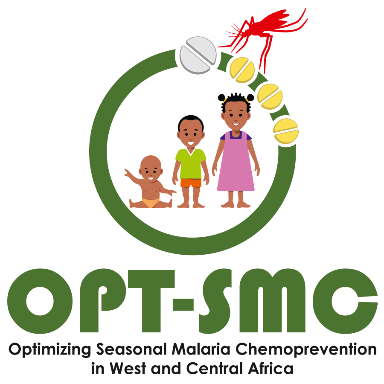 OPT-SMC
Optimizing Seasonal Malaria Chemoprevention
in West and Central Africa